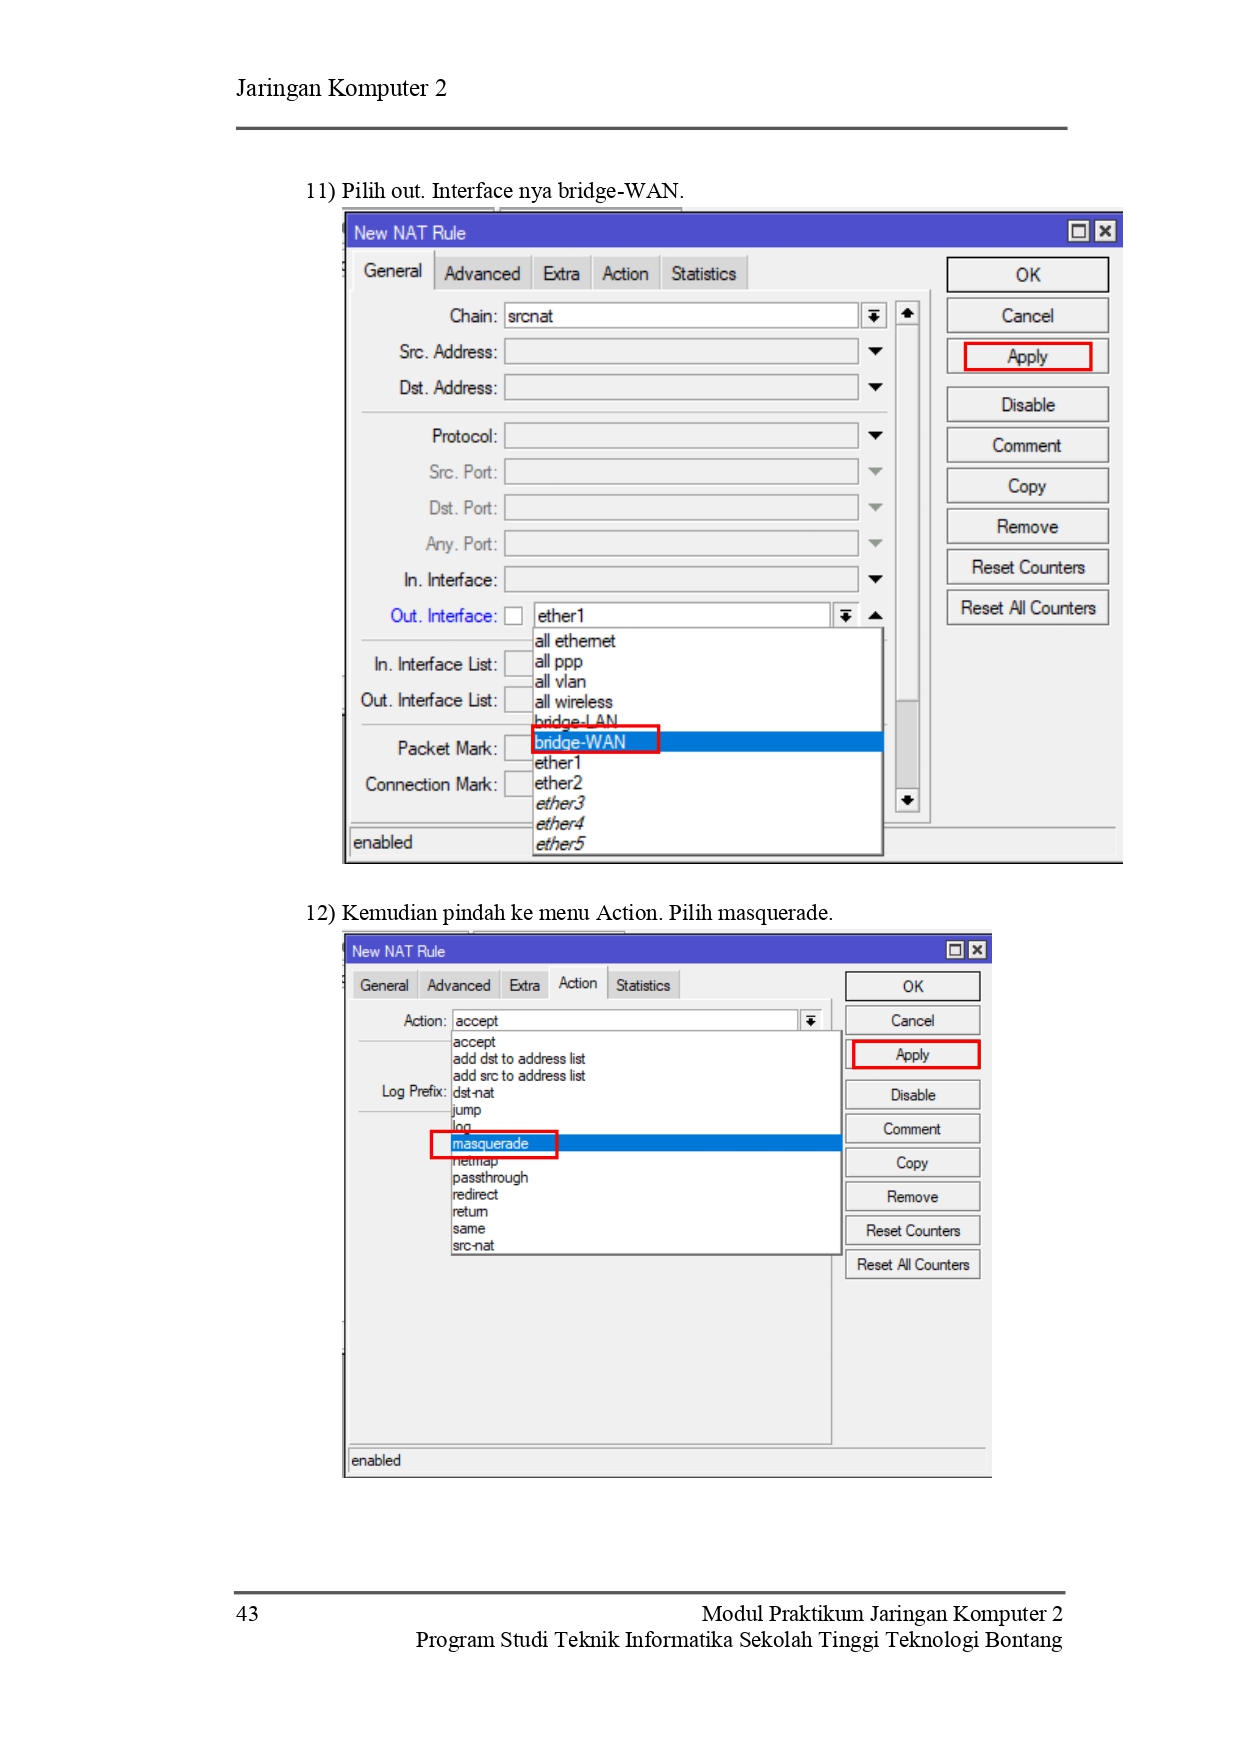 Jaringan Komputer 2
11) Pilih out. Interface nya bridge-WAN.
New NAT Rule
General Advanced Extra Action Statistics
OK
Chain: srcnat
Cancel
Src. Address:
Apply
Dst. Address:
Disable
Protocol:
Comment
Src. Port:
Copy
Dst. Port:
Remove
Any. Port:
Reset Counters
In. Interface:
Reset All Counters
Out. Interface: ether1
all ethernet
In. Interface List: all ppp
all vlan
Out. Interface List: all wireless
bridge-LAN
Packet Mark: bridge-WAN
ether1
Connection Mark: ether2
ether3
ether4
enabled ether5
12) Kemudian pindah ke menu Action. Pilih masquerade.
New NAT Rule
General Advanced Extra Action Statistics
OK
Action: accept
Cancel
accept
Apply
add dst to address list
add src to address list
Log Prefix: dst-nat
Disable
jump
log
Comment
masquerade
netmap
Copy
passthrough
redirect
Remove
return
same
Reset Counters
src-nat
Reset All Counters
enabled
43 Modul Praktikum Jaringan Komputer 2
Program Studi Teknik Informatika Sekolah Tinggi Teknologi Bontang